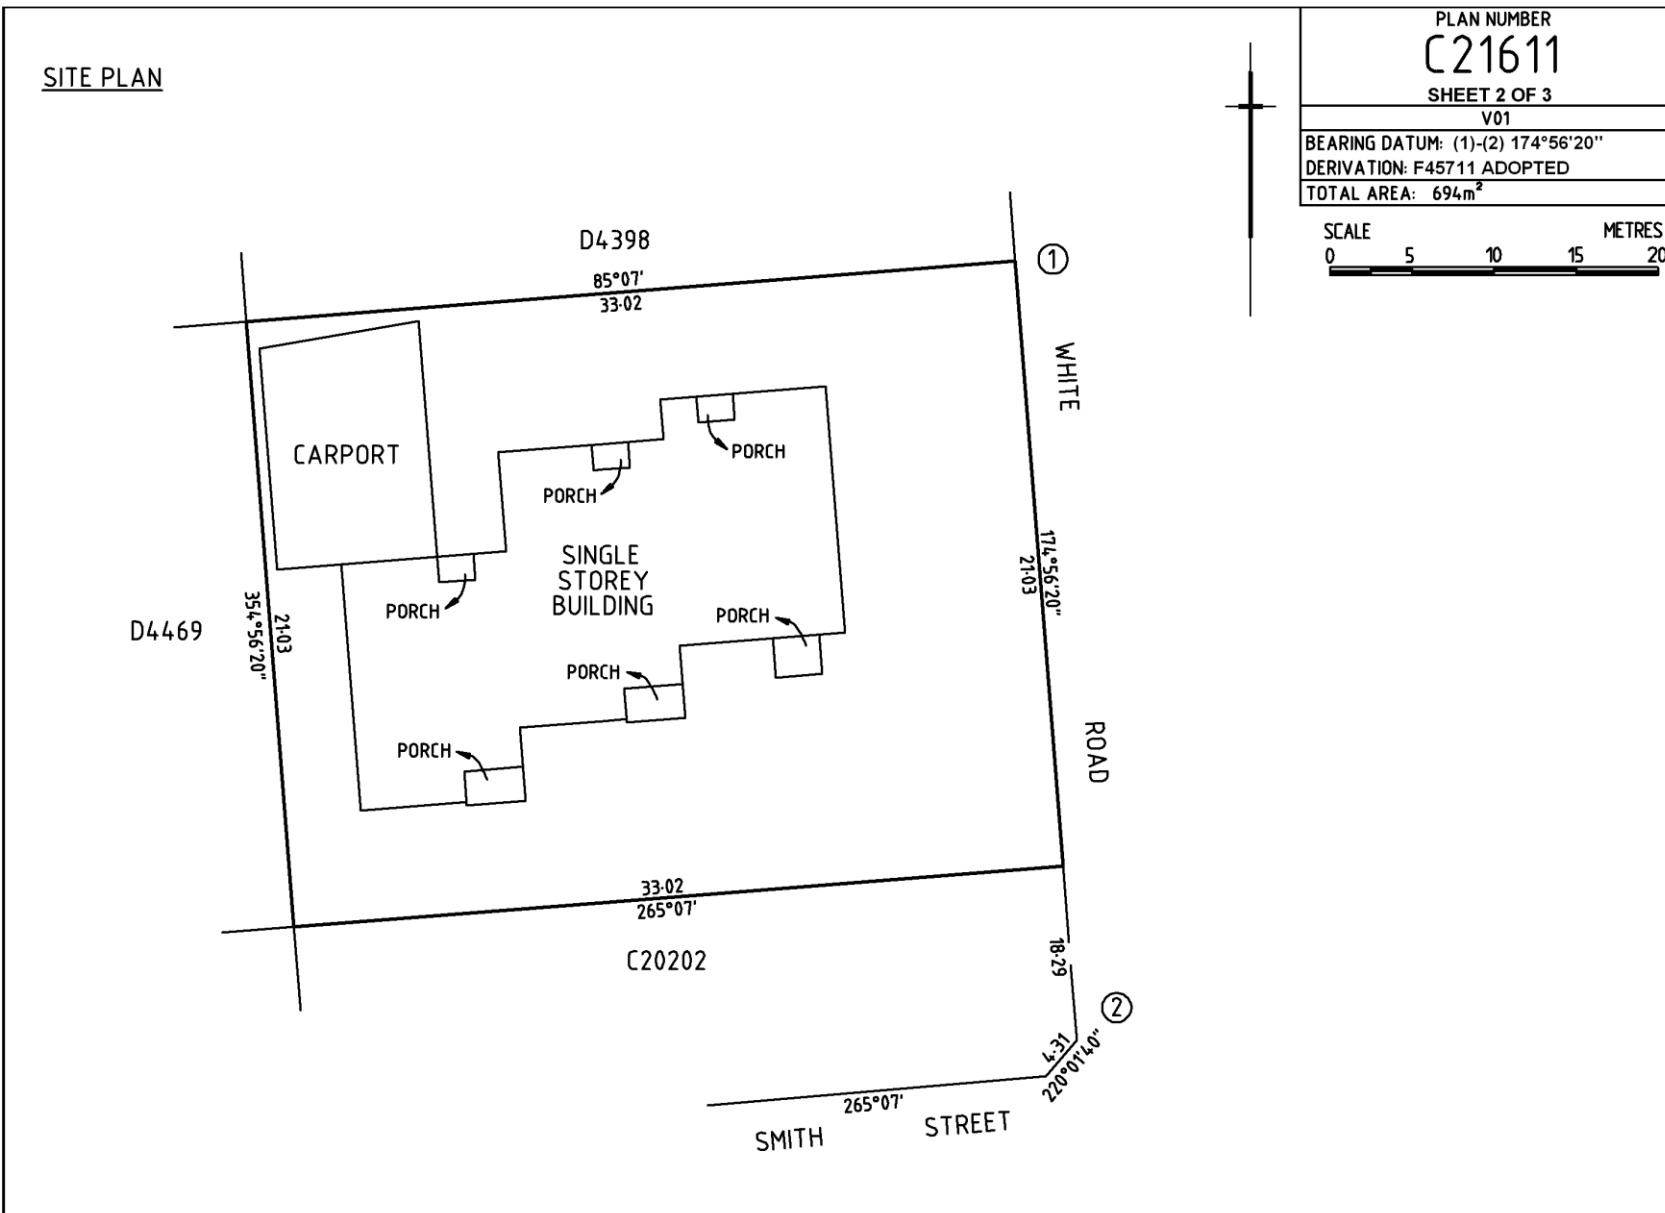 SITE PLAN
PLAN NUMBER
C21611
SHEET 2 OF 3
V01
BEARING DATUM: (1)-(2) 174°56'20"
DERIVATION: F45711 ADOPTED
TOTAL AREA: 694m²
SCALE METRES
0 5 10 15 20
D4398
85°07'
33·02
1
WHITE
CARPORT
PORCH
PORCH
SINGLE
STOREY
BUILDING
PORCH
PORCH
174°56'20"
21·03
D4469
354°56'20"
21·03
PORCH
PORCH
ROAD
33·02
265°07'
C20202
18·29
2
4·31
220°01'40"
265°07'
SMITH STREET